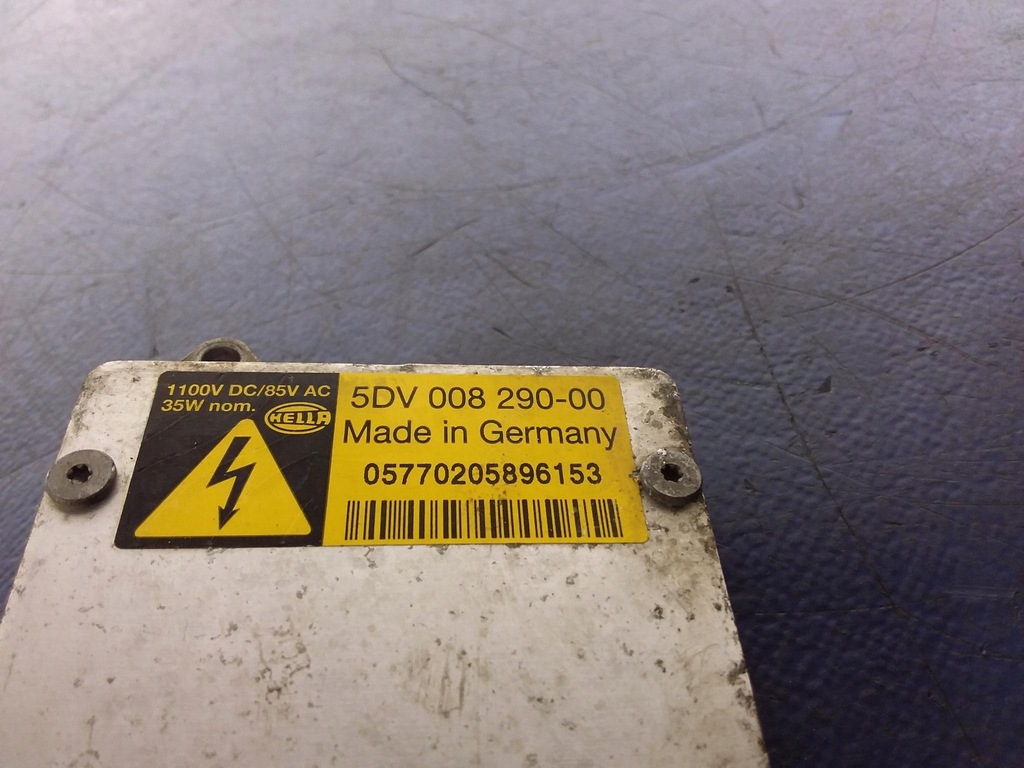 1100V DC/85V AC
35W nom.
HELLA
5DV 008 290-00
Made in Germany
05770205896153